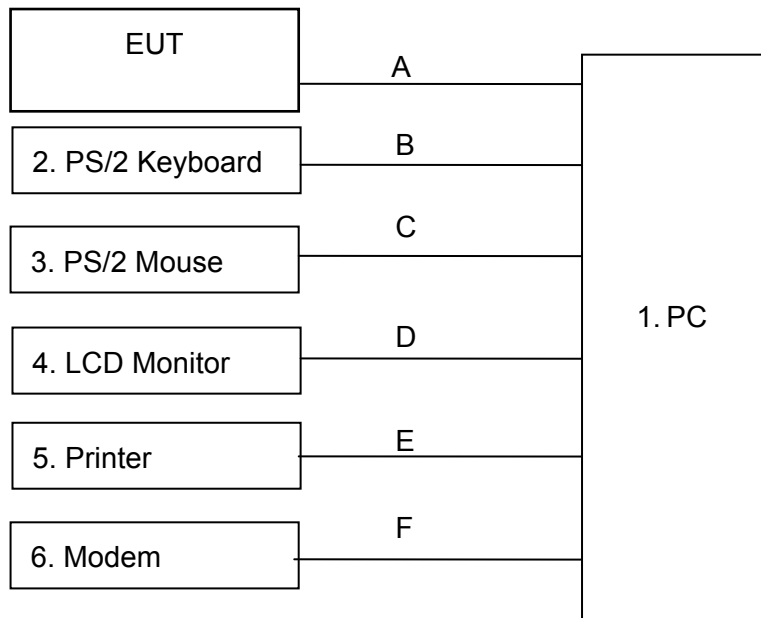 EUT
A
2. PS/2 Keyboard
B
3. PS/2 Mouse
C
1. PC
4. LCD Monitor
D
5. Printer
E
6. Modem
F